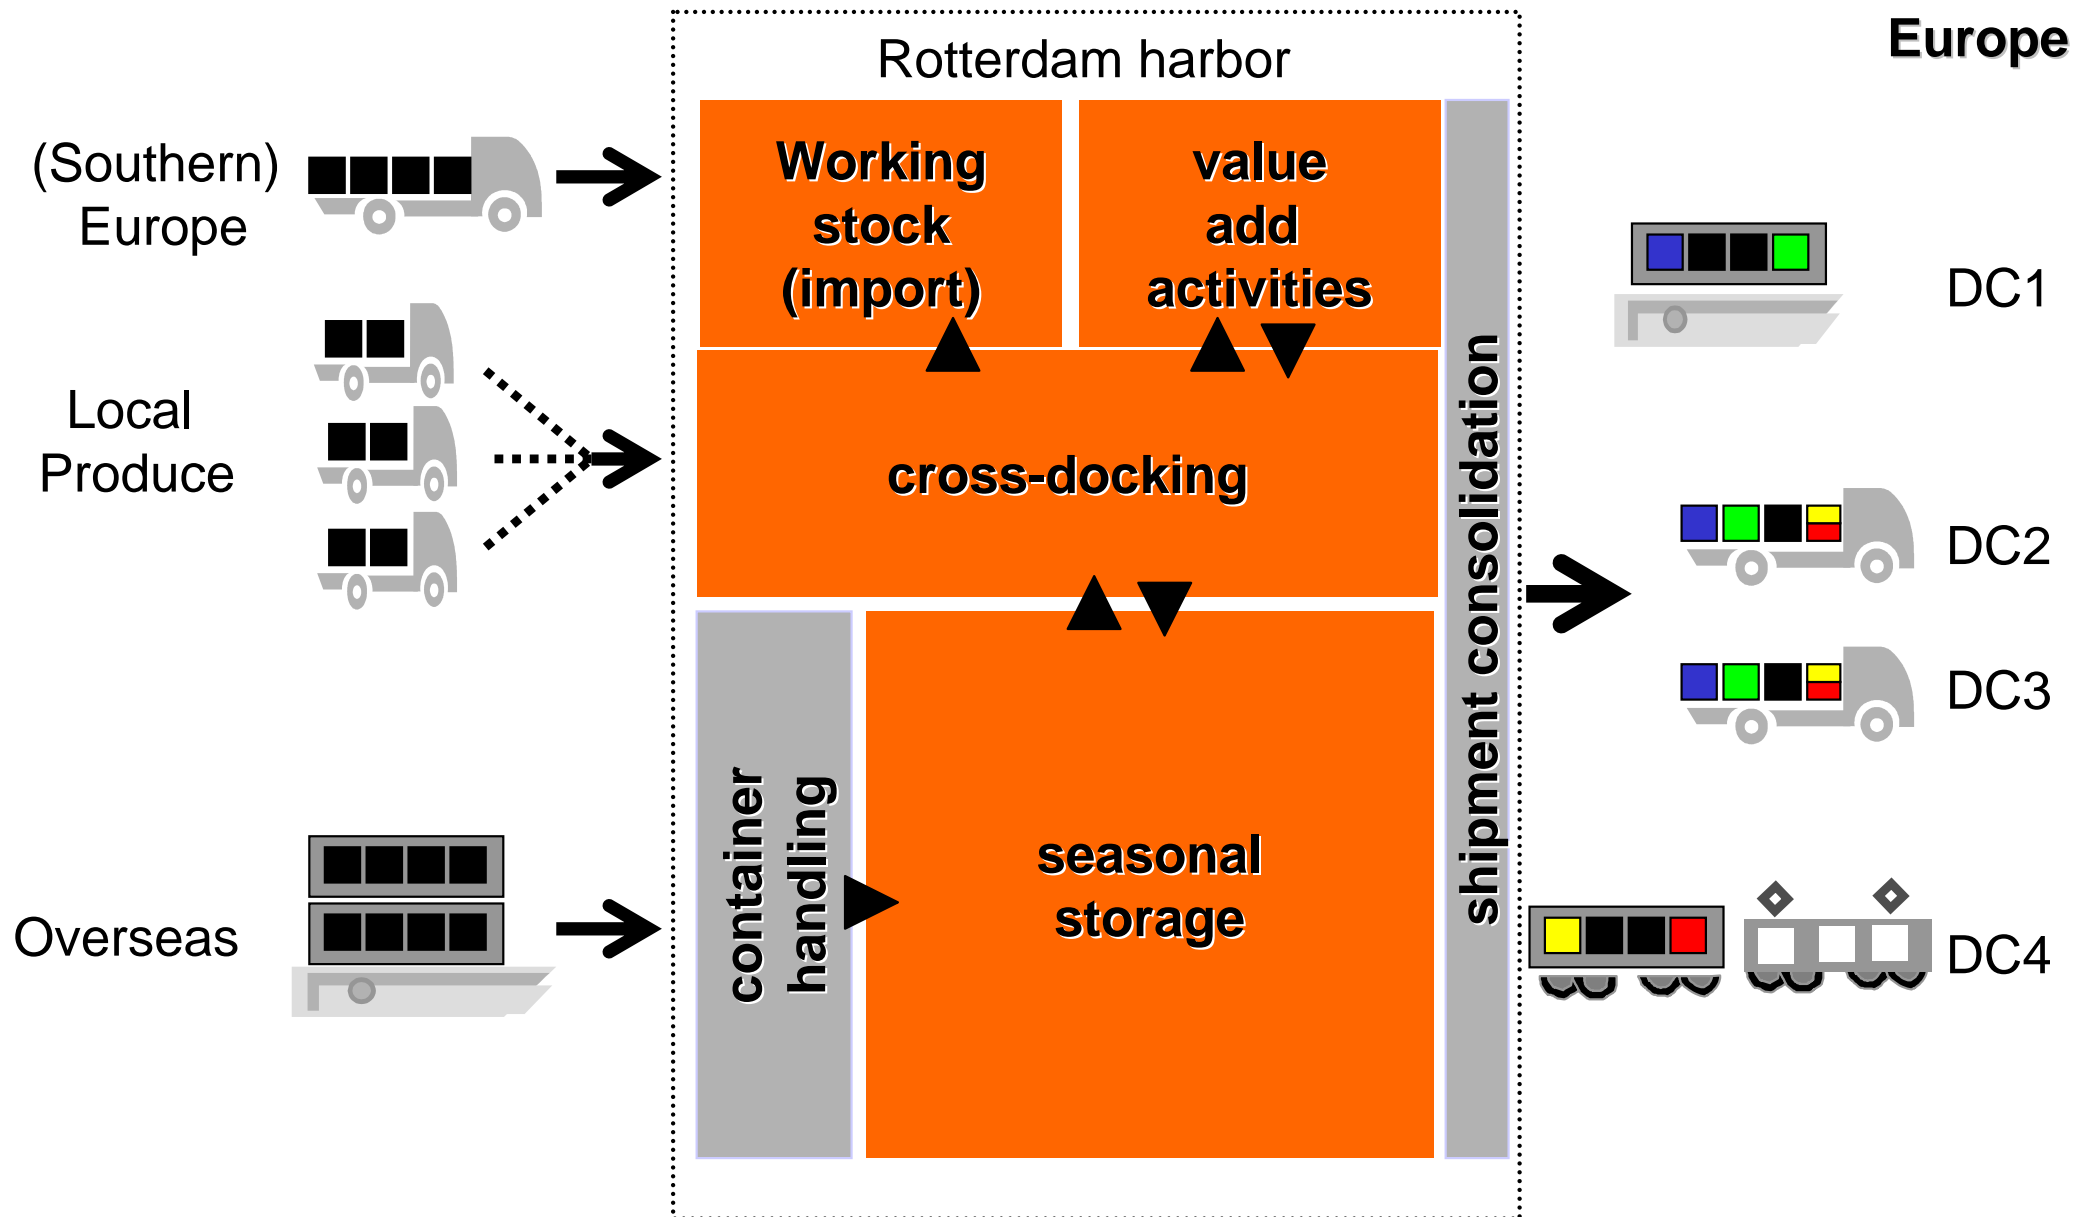 Rotterdam harbor
Europe
(Southern)
Europe
Working
stock
(import)
value
add
activities
DC1
Local
Produce
cross-docking
shipment consolidation
DC2
DC3
container
handling
seasonal
storage
Overseas
DC4